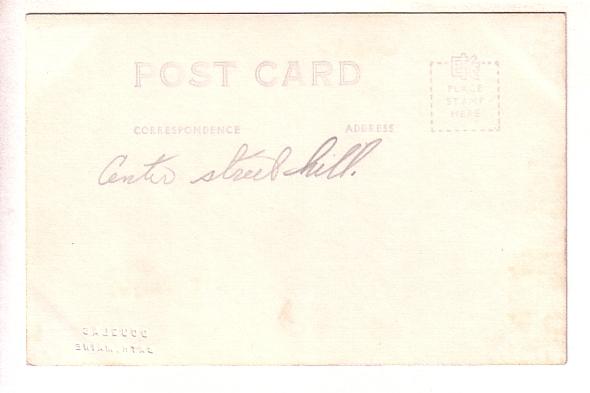 POST CARD
PLACE
STAMP
HERE
CORRESPONDENCE
ADDRESS
Center street hill.